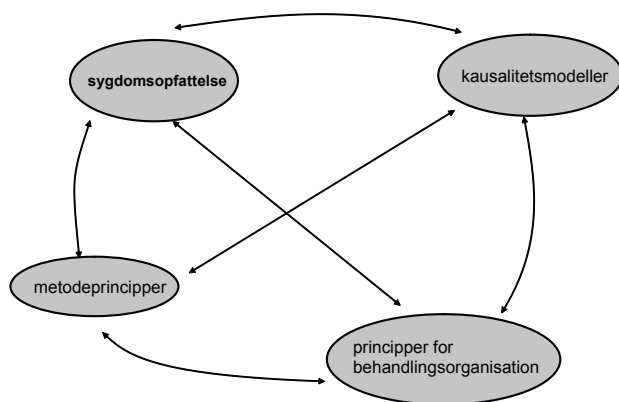 sygdomsopfattelse
kausalitetsmodeller
metodeprincipper
principper for
behandlingsorganisation